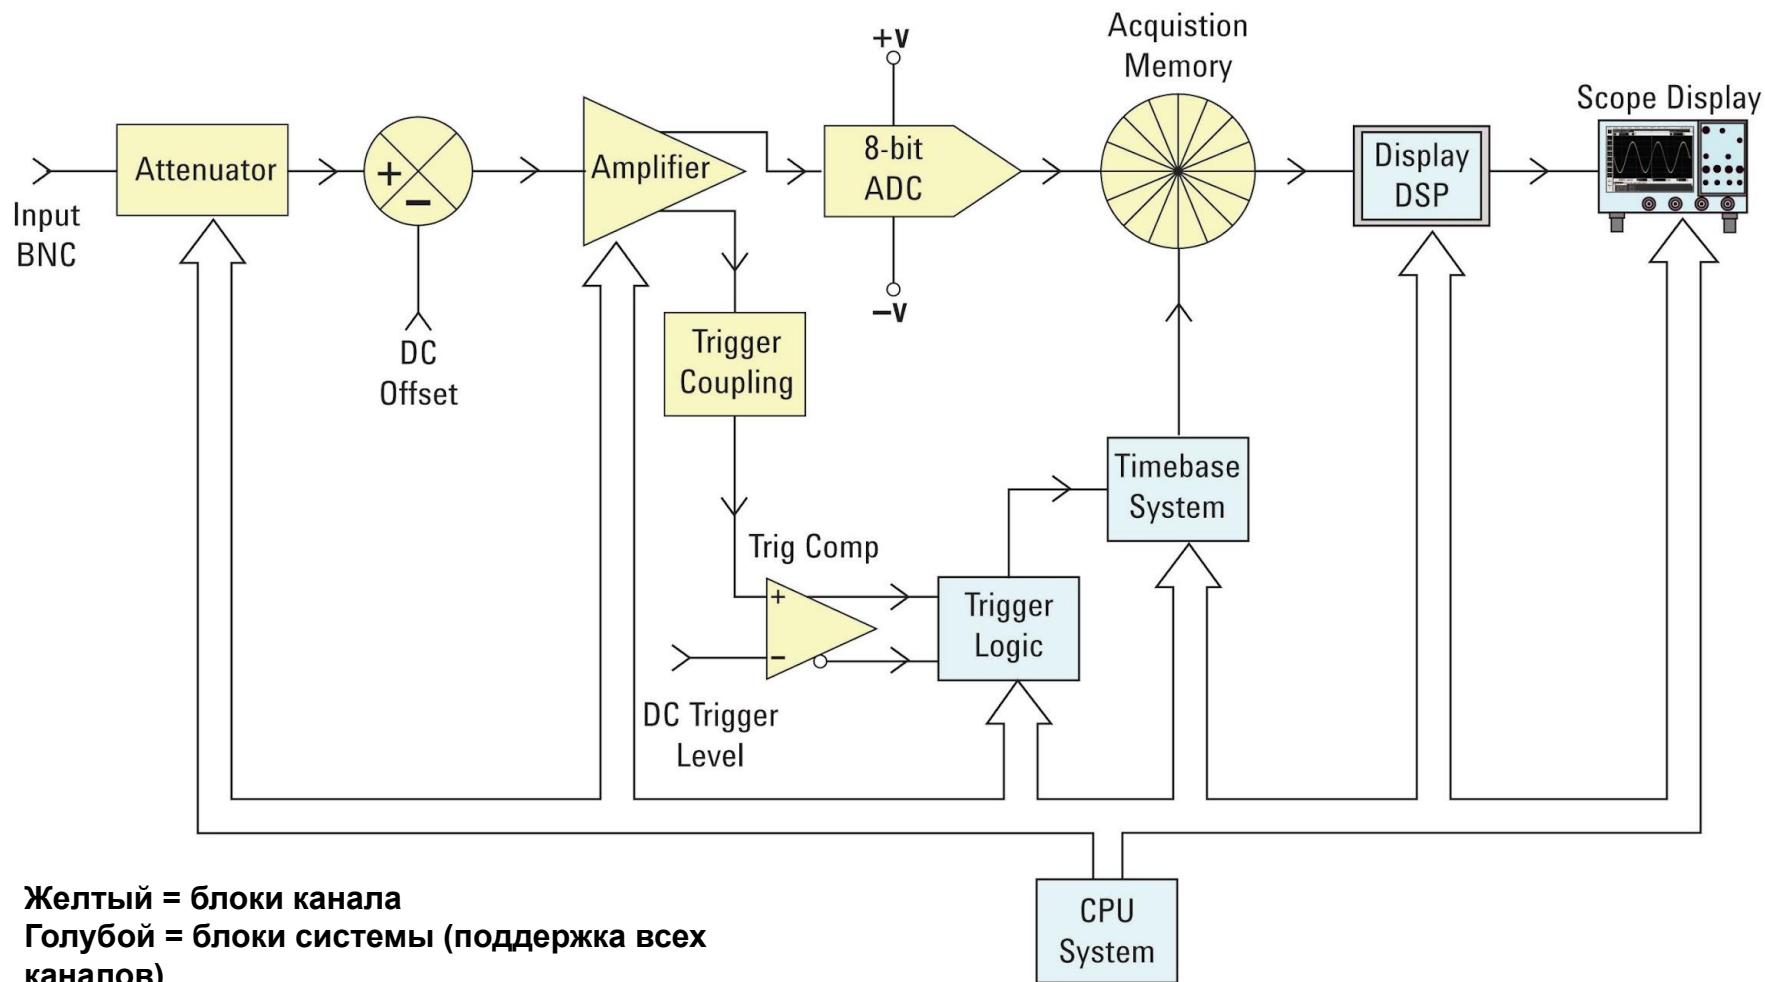 +v
Acquistion
Memory
Scope Display
Attenuator
+
−
Amplifier
8-bit
ADC
Display
DSP
Input
BNC
−v
DC
Offset
Trigger
Coupling
Timebase
System
Trig Comp
+
−
Trigger
Logic
DC Trigger
Level
Желтый = блоки канала
Голубой = блоки системы (поддержка всех
каналов)
CPU
System